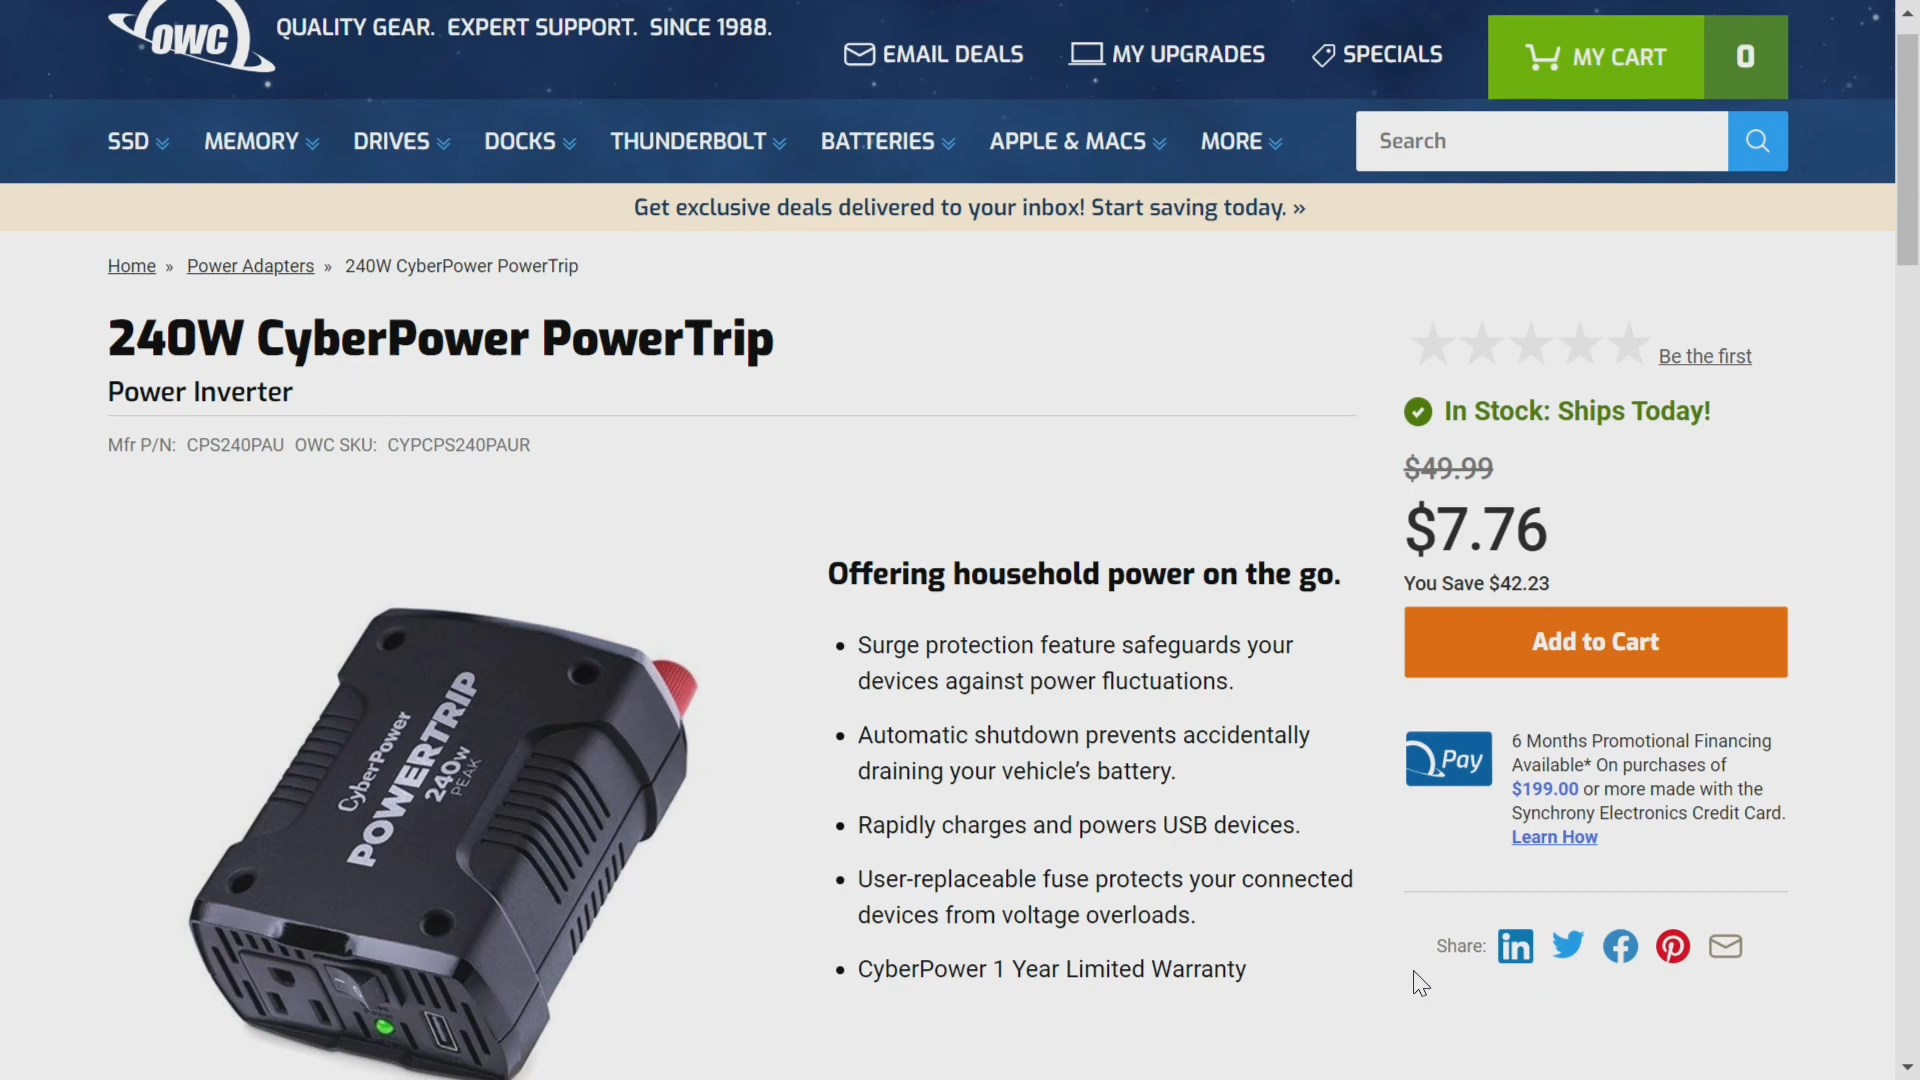 OWC
QUALITY GEAR. EXPERT SUPPORT. SINCE 1988.
EMAIL DEALS
MY UPGRADES
SPECIALS
MY CART
0
SSD
MEMORY
DRIVES
DOCKS
THUNDERBOLT
BATTERIES
APPLE & MACS
MORE
Search
Get exclusive deals delivered to your inbox! Start saving today. »
Home » Power Adapters » 240W CyberPower PowerTrip
240W CyberPower PowerTrip
Power Inverter
Mfr P/N: CPS240PAU OWC SKU: CYPCPS240PAUR
Be the first
In Stock: Ships Today!
$49.99
$7.76
You Save $42.23
Add to Cart
Offering household power on the go.
• Surge protection feature safeguards your
devices against power fluctuations.
• Automatic shutdown prevents accidentally
draining your vehicle’s battery.
• Rapidly charges and powers USB devices.
• User-replaceable fuse protects your connected
devices from voltage overloads.
• CyberPower 1 Year Limited Warranty
CyberPower
POWERTRIP
240W
PEAK
Pay
6 Months Promotional Financing
Available* On purchases of
$199.00 or more made with the
Synchrony Electronics Credit Card.
Learn How
Share:
in